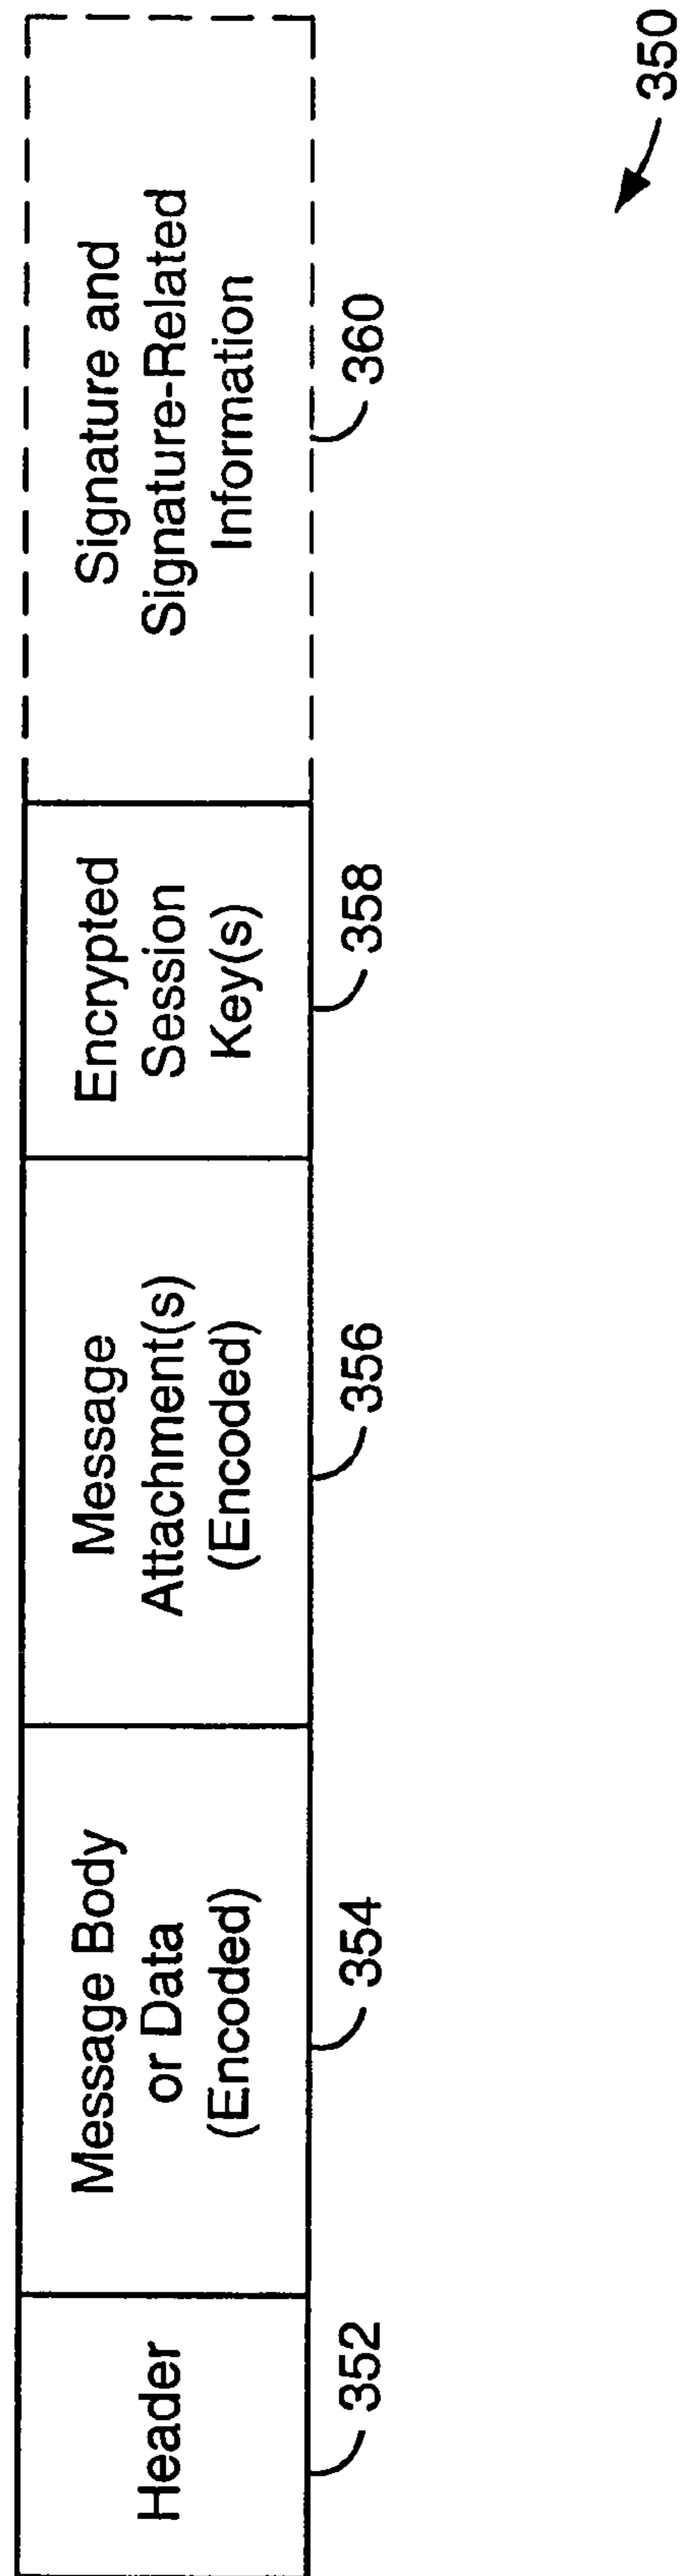 Header
352
Message Body
or Data
(Encoded)
354
Message
Attachment(s)
(Encoded)
356
Encrypted
Session
Key(s)
358
Signature and
Signature-Related
Information
360
350